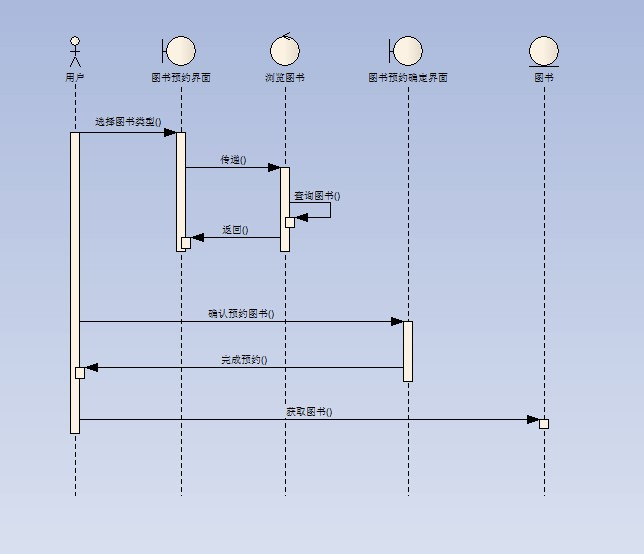 用户
图书预约界面
浏览图书
图书预约确定界面
图书
选择图书类型()
传递()
查询图书()
返回()
确认预约图书()
完成预约()
获取图书()